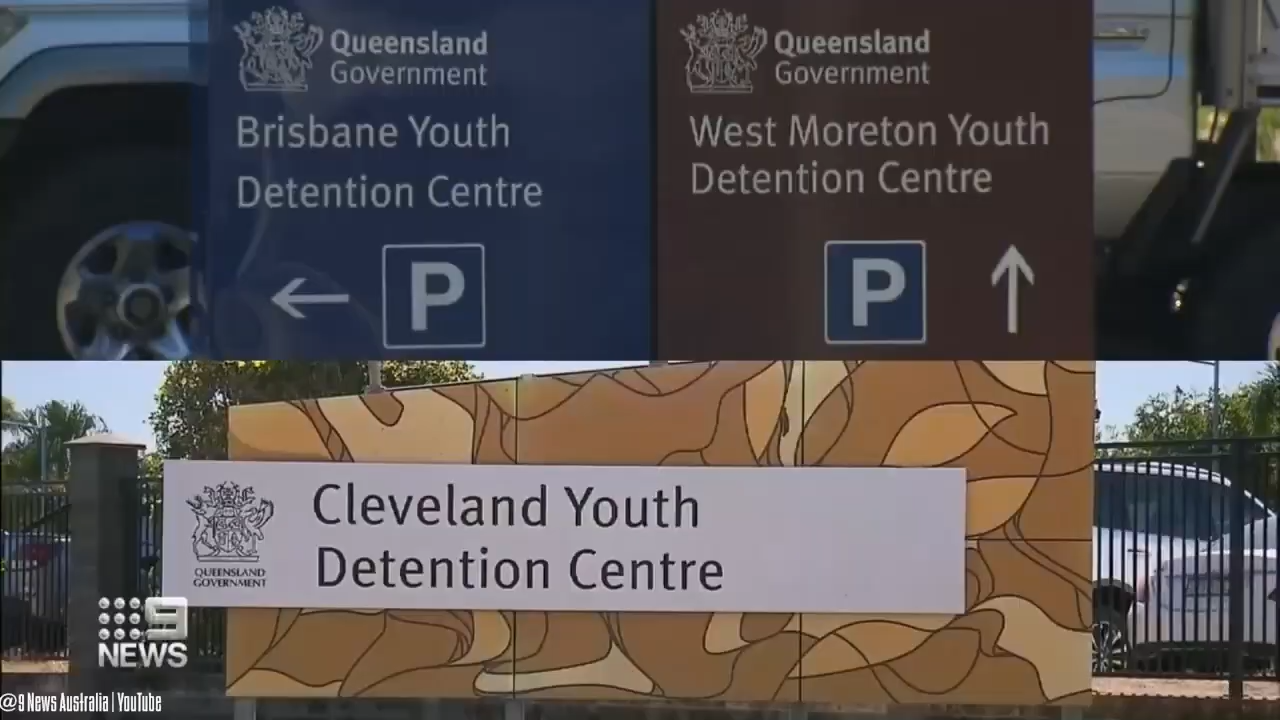 Queensland
Government
Brisbane Youth
Detention Centre
P
Queensland
Government
West Moreton Youth
Detention Centre
P
Cleveland Youth
Detention Centre
QUEENSLAND
GOVERNMENT
9
NEWS
@9 News Australia | YouTube